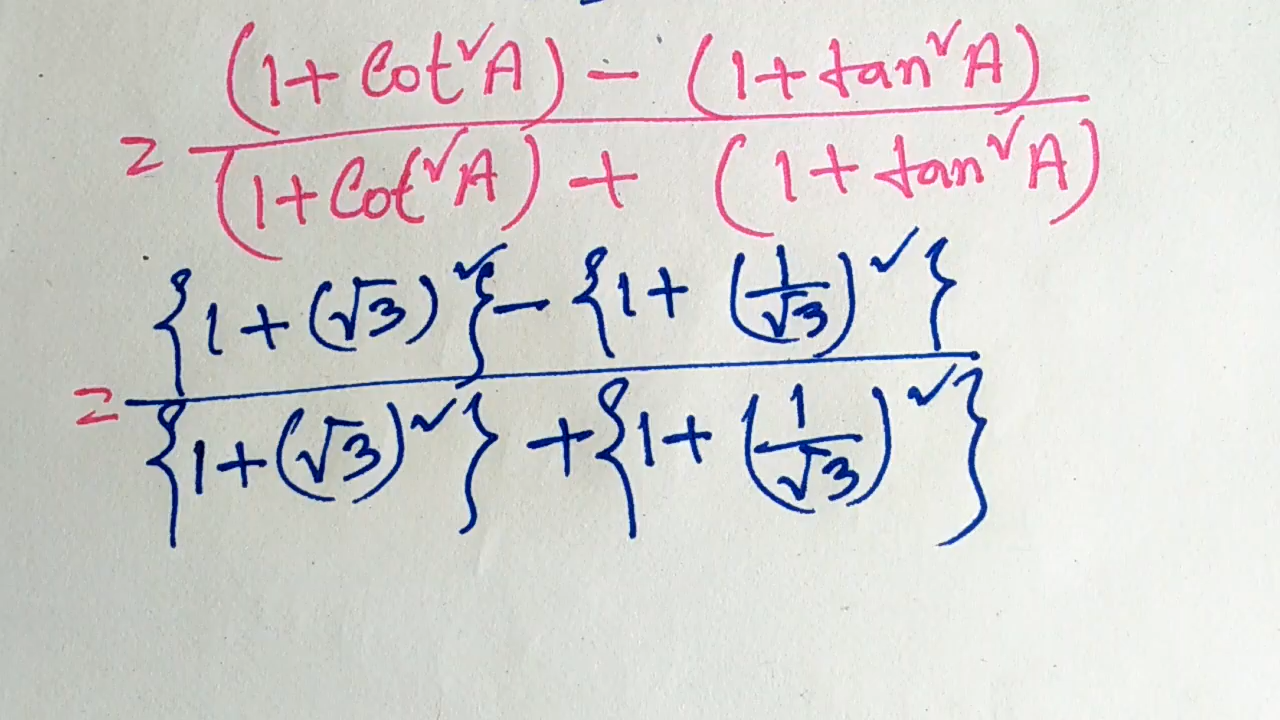 = (1 + Cot²A) - (1 + tan²A)
(1 + Cot²A) + (1 + tan²A)
= {1 + (√3)²} - {1 + (1/√3)²}
{1 + (√3)²} + {1 + (1/√3)²}